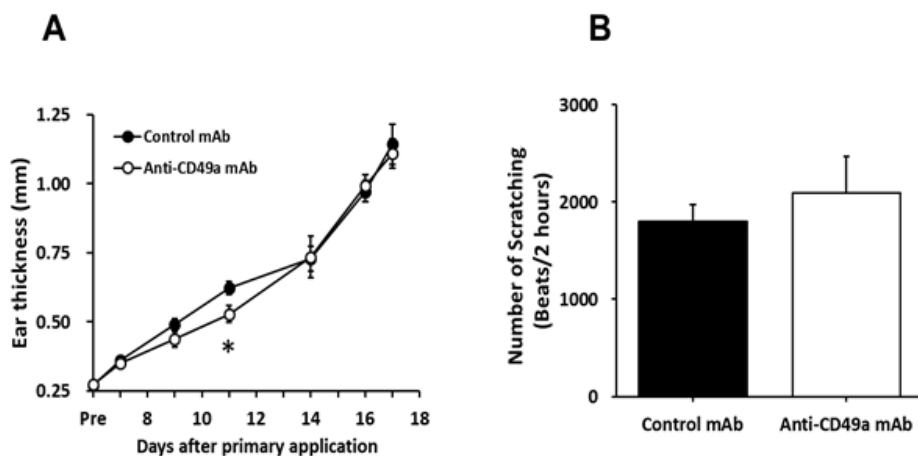 A
B
1.25
1.00
0.75
0.50
0.25
Ear thickness (mm)
Control mAb
Anti-CD49a mAb
*
Pre 8 10 12 14 16 18
Days after primary application
3000
2000
1000
0
Number of Scratching
(Beats/2 hours)
Control mAb Anti-CD49a mAb